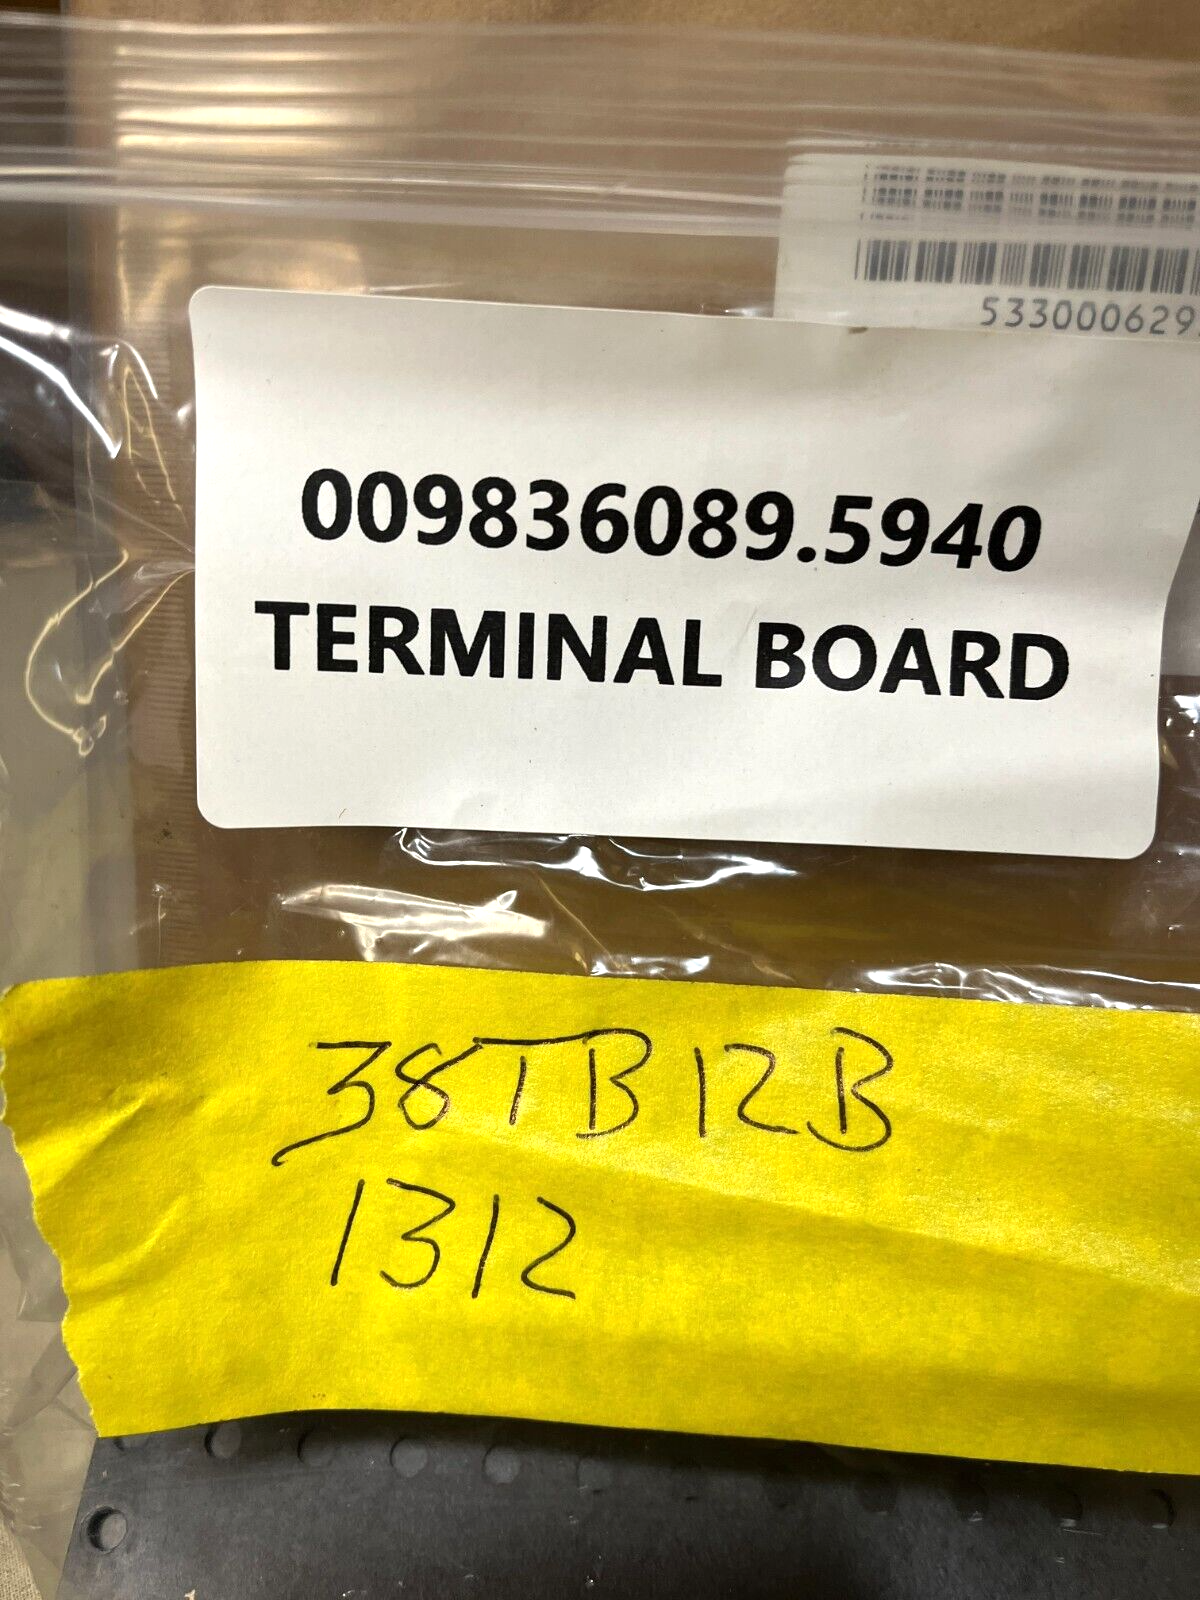 533000629
009836089.5940
TERMINAL BOARD
38TB12B
1312